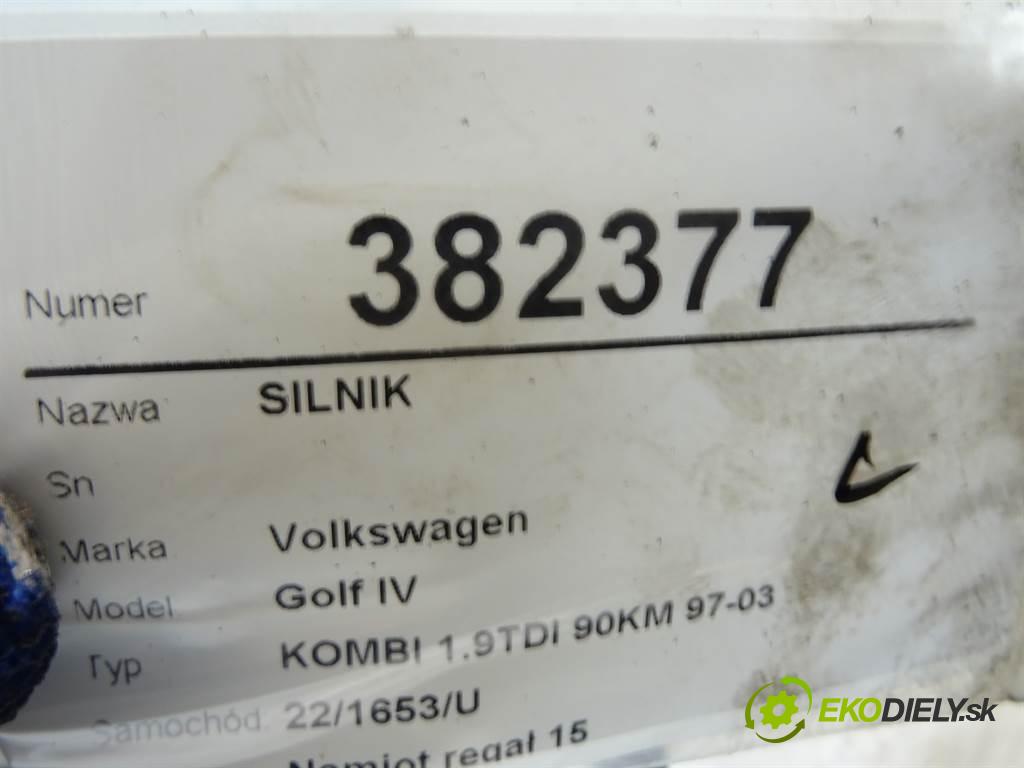 Numer 382377
Nazwa SILNIK
Sn
Marka Volkswagen
Model Golf IV
Typ KOMBI 1.9TDI 90KM 97-03
Samochód. 22/1653/U
Namiot regał 15
EKODIELY.sk